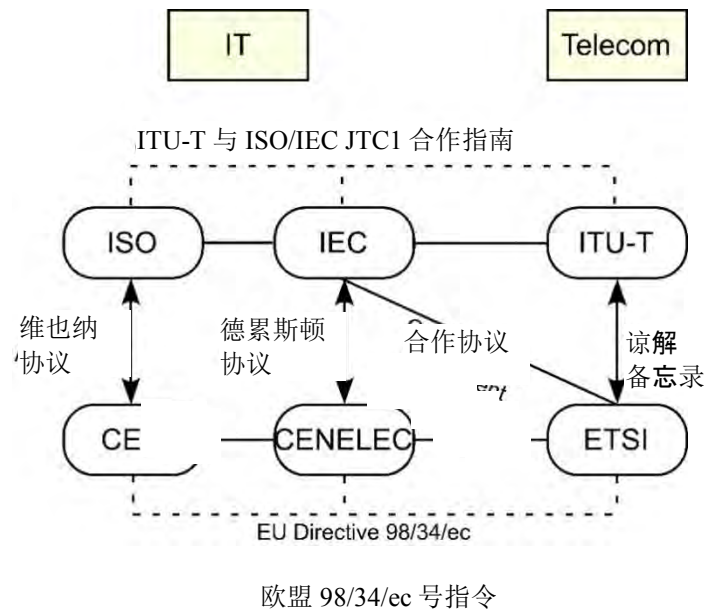 IT
Telecom
ITU-T 与 ISO/IEC JTC1 合作指南
ISO
IEC
ITU-T
维也纳
协议
德累斯顿
协议
合作协议
谅解
备忘录
CE
CENELEC
ETSI
EU Directive 98/34/ec
欧盟 98/34/ec 号指令